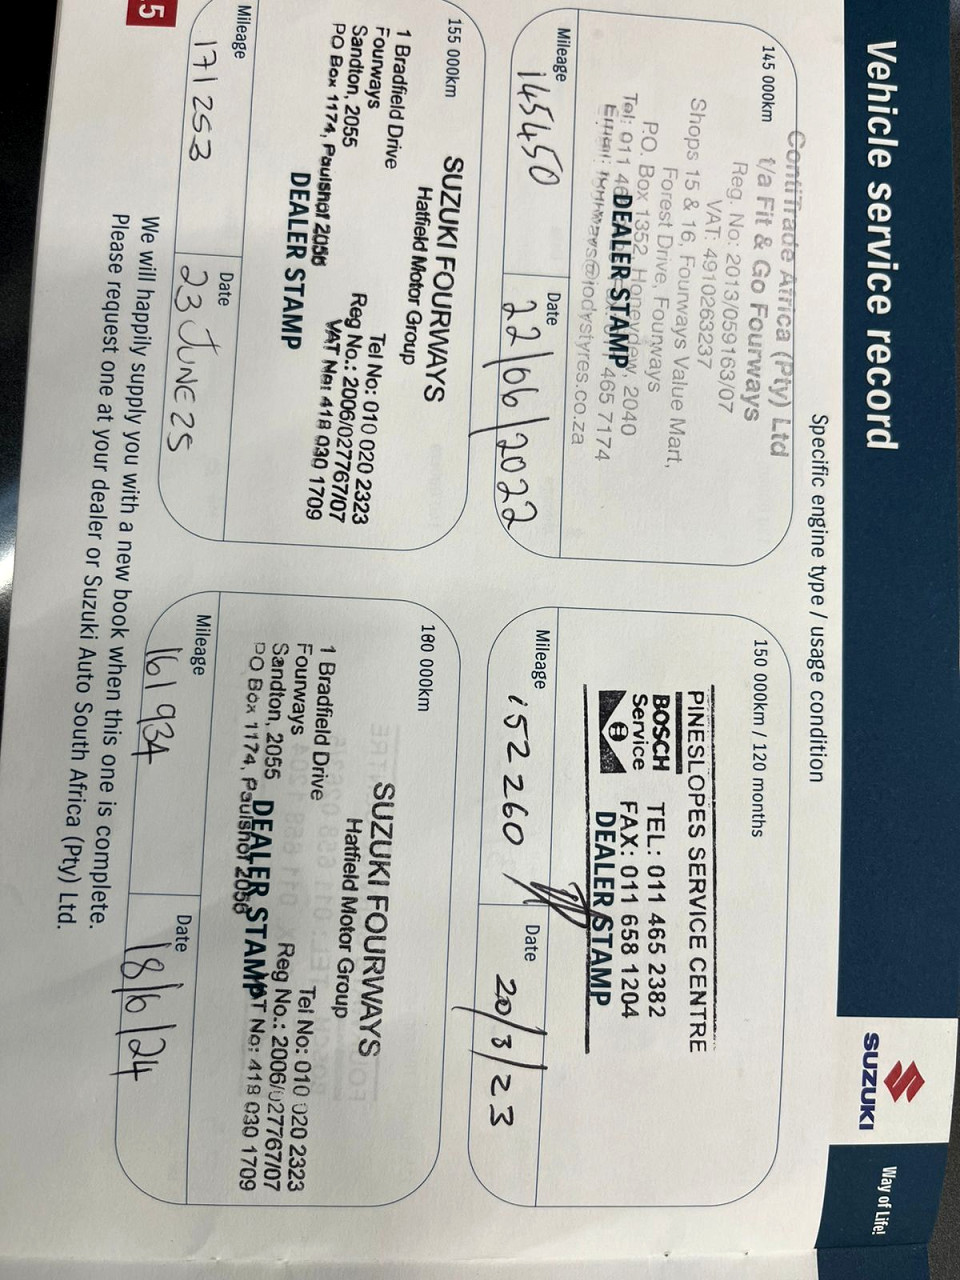 Vehicle service record
SUZUKI
Way of Life!
Specific engine type / usage condition
145 000km
ContiTrade Africa (Pty) Ltd
t/a Fit & Go Fourways
Reg. No: 2013/059163/07
VAT: 4910263237
Shops 15 & 16, Fourways Value Mart,
Forest Drive, Fourways
P.O. Box 1352, Honeydew, 2040
Tel: 011 465 7174
DEALER STAMP
Mileage
145450
Date
22/06/2022
150 000km / 120 months
PINESLOPES SERVICE CENTRE
BOSCH
Service
TEL: 011 465 2382
FAX: 011 658 1204
DEALER STAMP
Mileage
152260
Date
20/3/23
155 000km
SUZUKI FOURWAYS
Hatfield Motor Group
1 Bradfield Drive
Fourways
Sandton, 2055
PO Box 1174, Paulshof 2056
Tel No: 010 020 2323
Reg No.: 2006/027767/07
VAT No: 418 030 1709
DEALER STAMP
Mileage
171253
Date
23 JUNE 25
160 000km
SUZUKI FOURWAYS
Hatfield Motor Group
1 Bradfield Drive
Fourways
Sandton, 2055
PO Box 1174, Paulshof 2056
Tel No: 010 020 2323
Reg No.: 2006/027767/07
VAT No: 418 030 1709
DEALER STAMP
Mileage
161934
Date
18/6/24
We will happily supply you with a new book when this one is complete.
Please request one at your dealer or Suzuki Auto South Africa (Pty) Ltd.
5